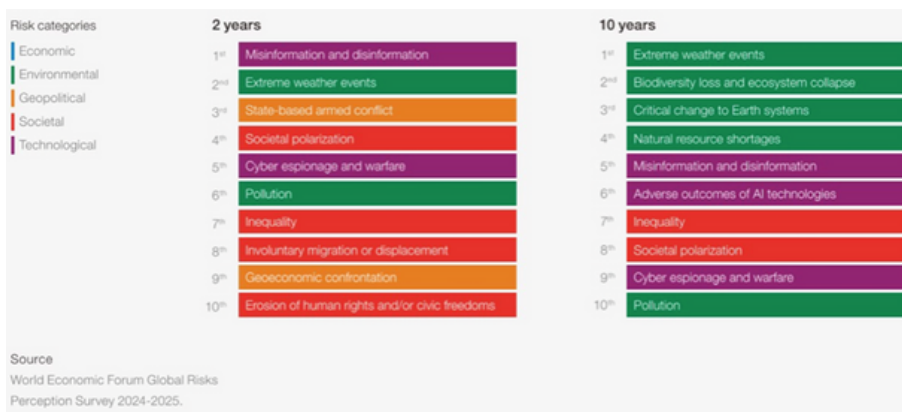 Risk categories
Economic
Environmental
Geopolitical
Societal
Technological
2 years
1st Misinformation and disinformation
2nd Extreme weather events
3rd State-based armed conflict
4th Societal polarization
5th Cyber espionage and warfare
6th Pollution
7th Inequality
8th Involuntary migration or displacement
9th Geoeconomic confrontation
10th Erosion of human rights and/or civic freedoms
10 years
1st Extreme weather events
2nd Biodiversity loss and ecosystem collapse
3rd Critical change to Earth systems
4th Natural resource shortages
5th Misinformation and disinformation
6th Adverse outcomes of AI technologies
7th Inequality
8th Societal polarization
9th Cyber espionage and warfare
10th Pollution
Source
World Economic Forum Global Risks
Perception Survey 2024-2025.